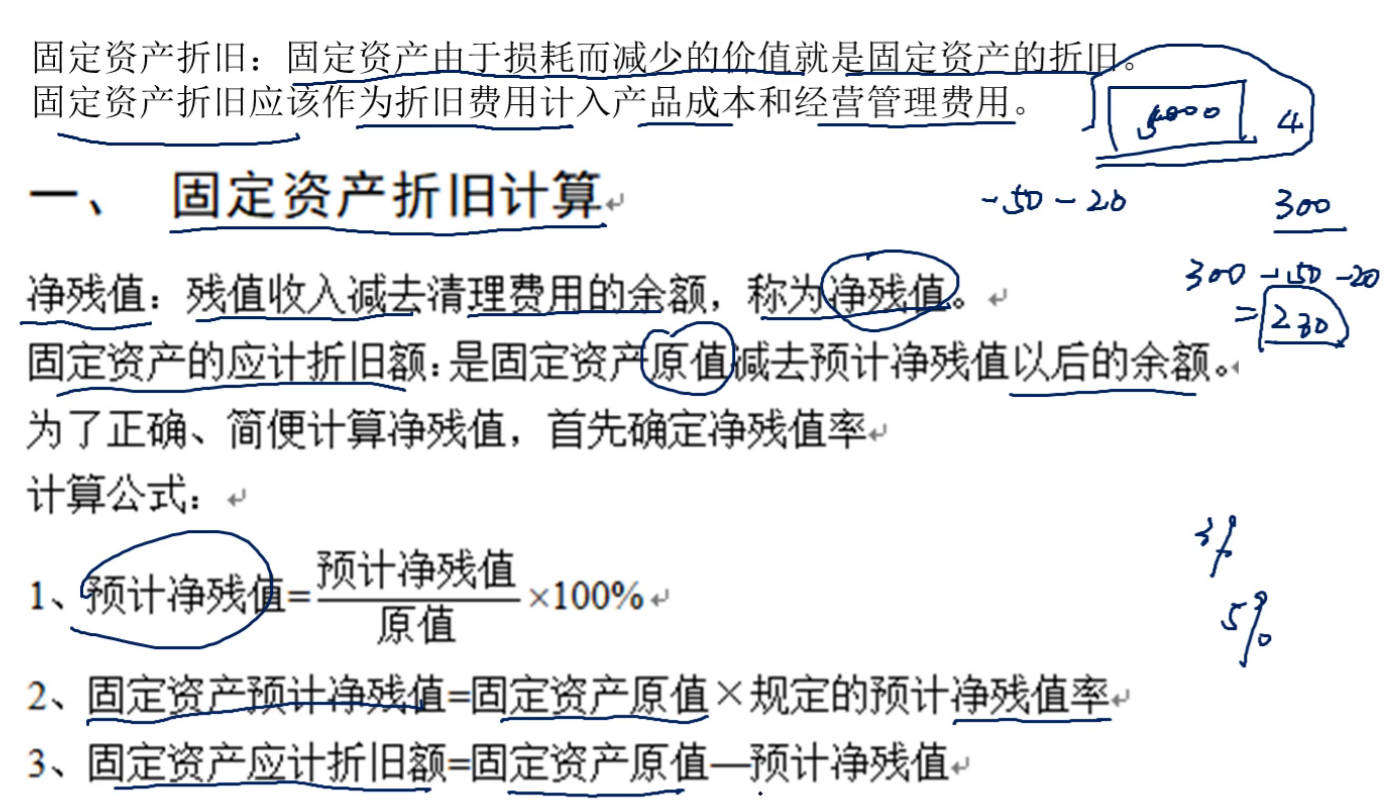 固定资产折旧：固定资产由于损耗而减少的价值就是固定资产的折旧。
固定资产折旧应该作为折旧费用计入产品成本和经营管理费用。
5000 4
一、 固定资产折旧计算
-50-20 300
净残值：残值收入减去清理费用的余额，称为净残值。
300-50-20
=230
固定资产的应计折旧额：是固定资产原值减去预计净残值以后的余额。
为了正确、简便计算净残值，首先确定净残值率
计算公式：
3%
1、预计净残值=预计净残值/原值×100%
5%
2、固定资产预计净残值=固定资产原值×规定的预计净残值率
3、固定资产应计折旧额=固定资产原值—预计净残值